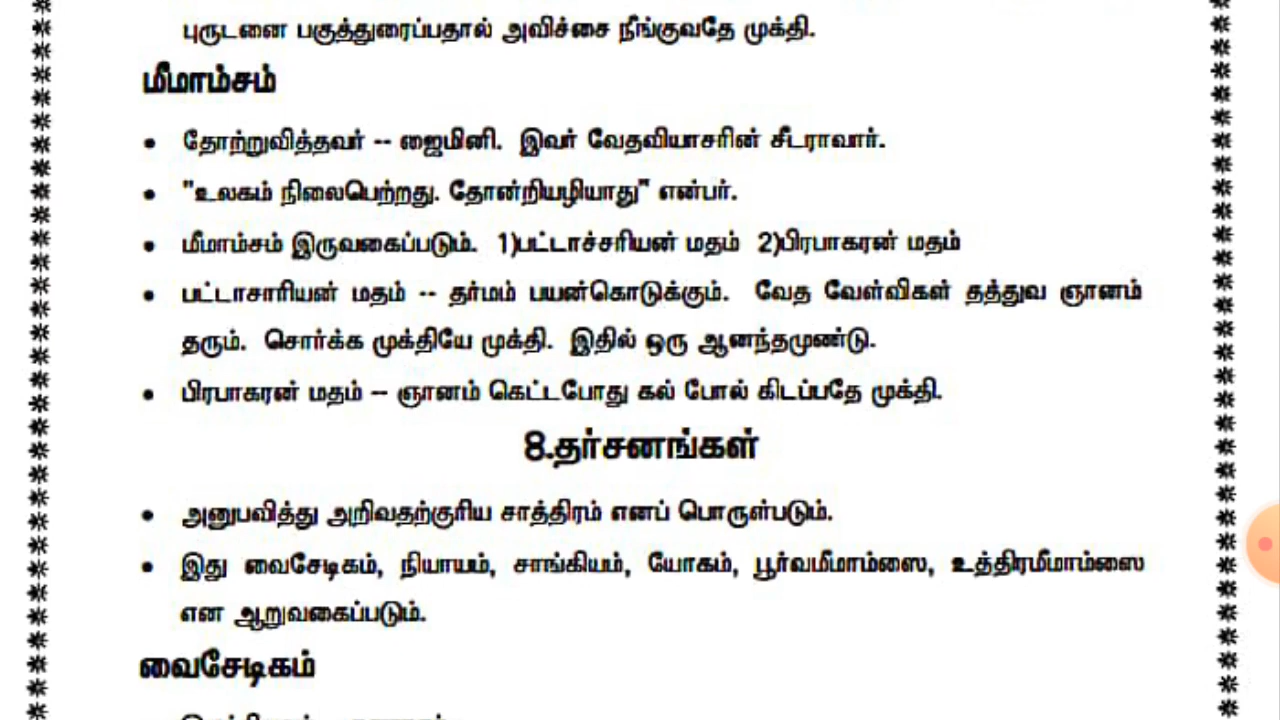 புருடனை பகுத்துரைப்பதால் அவிச்சை நீங்குவதே முக்தி.
மீமாம்சம்
• தோற்றுவித்தவர் -- ஜைமினி. இவர் வேதவியாசரின் சீடராவார்.
• "உலகம் நிலைபெற்றது. தோன்றியழியாது" என்பர்.
• மீமாம்சம் இருவகைப்படும். 1)பட்டாச்சரியன் மதம் 2)பிரபாகரன் மதம்
• பட்டாசாரியன் மதம் -- தர்மம் பயன்கொடுக்கும். வேத வேள்விகள் தத்துவ ஞானம்
தரும். சொர்க்க முக்தியே முக்தி. இதில் ஒரு ஆனந்தமுண்டு.
• பிரபாகரன் மதம் -- ஞானம் கெட்டபோது கல் போல் கிடப்பதே முக்தி.
8.தர்சனங்கள்
• அனுபவித்து அறிவதற்குரிய சாத்திரம் எனப் பொருள்படும்.
• இது வைசேடிகம், நியாயம், சாங்கியம், யோகம், பூர்வமீமாம்ஸை, உத்திரமீமாம்ஸை
என ஆறுவகைப்படும்.
வைசேடிகம்